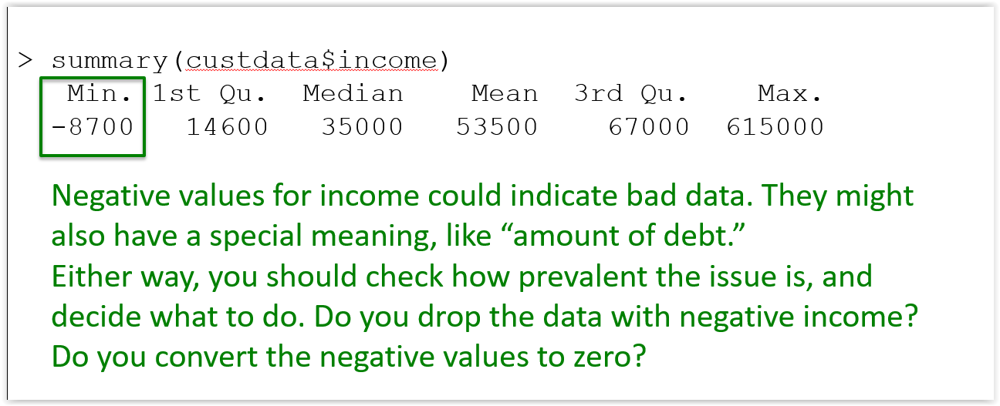 > summary(custdata$income)
Min. 1st Qu. Median Mean 3rd Qu. Max.
-8700 14600 35000 53500 67000 615000
Negative values for income could indicate bad data. They might
also have a special meaning, like “amount of debt.”
Either way, you should check how prevalent the issue is, and
decide what to do. Do you drop the data with negative income?
Do you convert the negative values to zero?